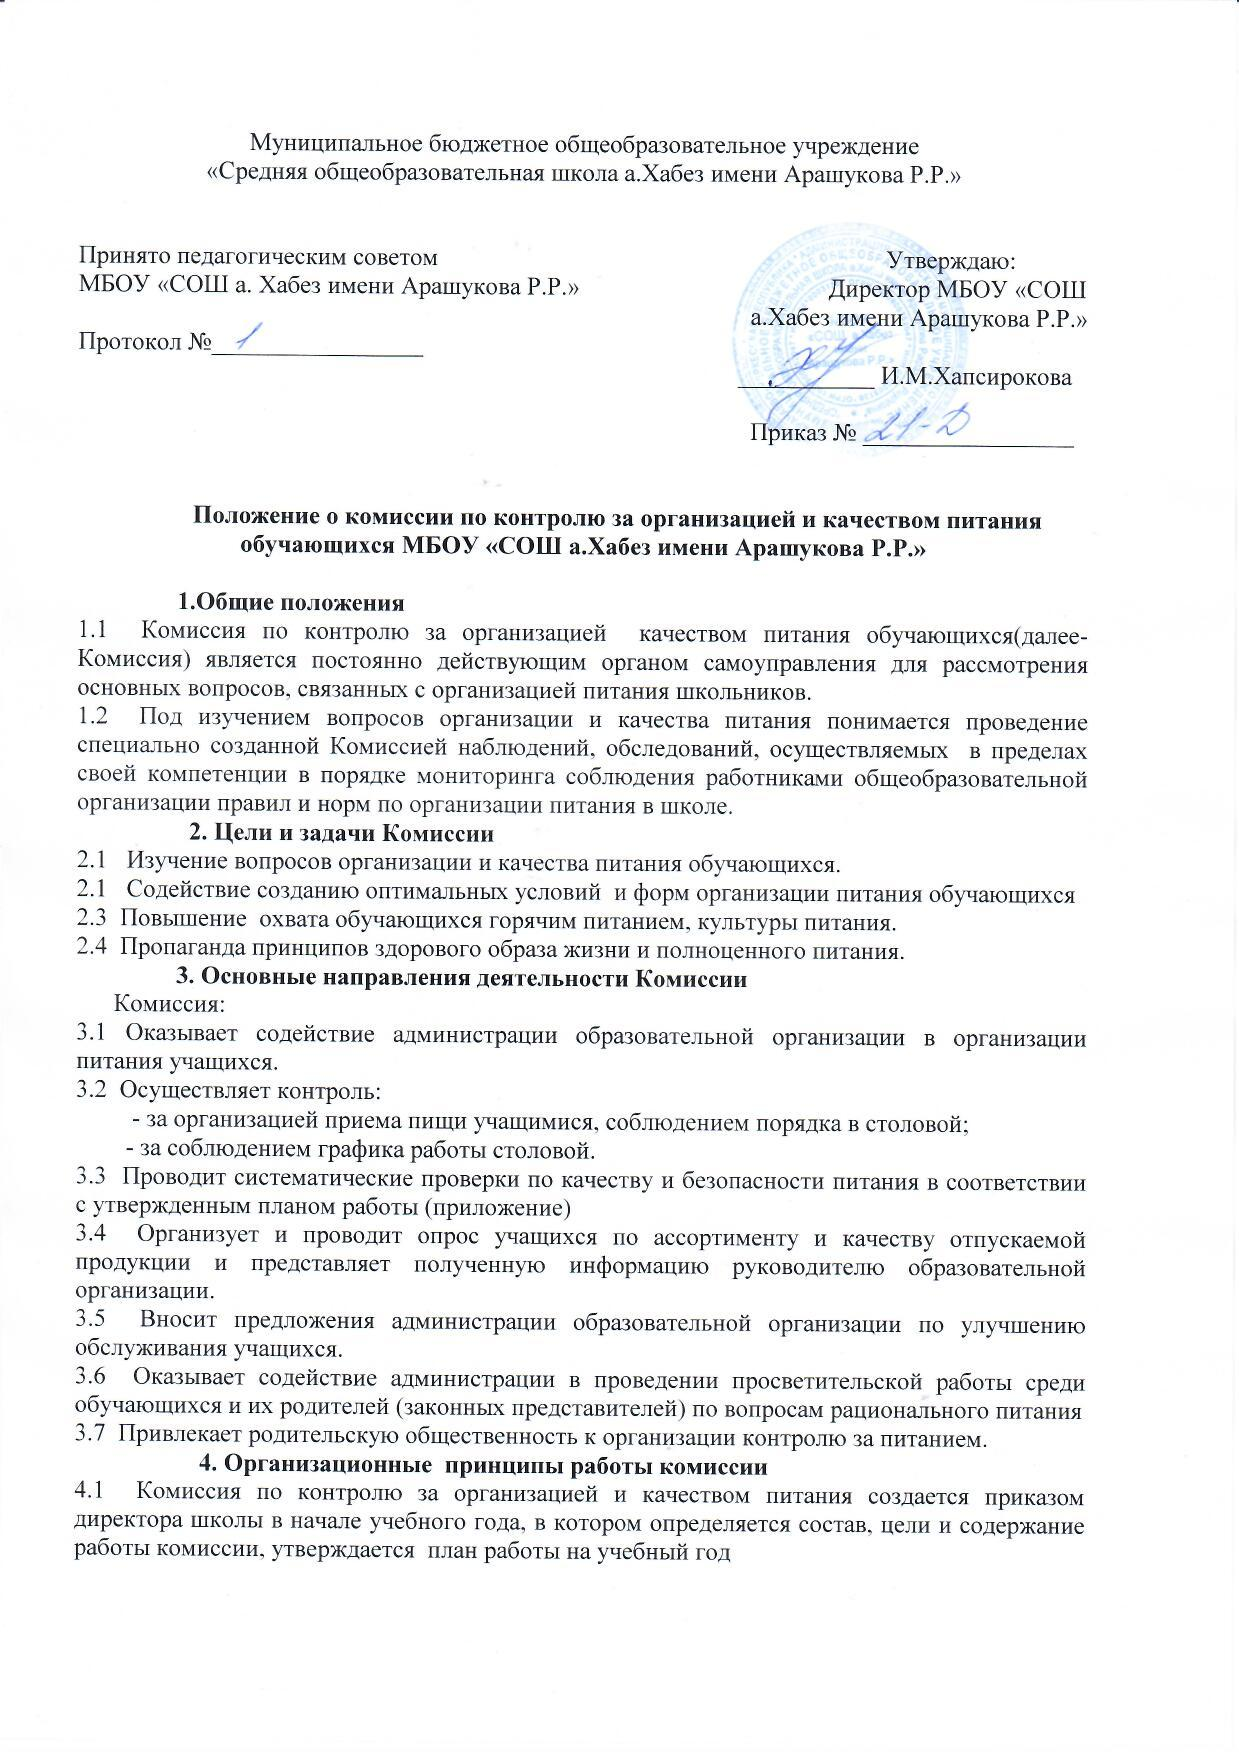 Муниципальное бюджетное общеобразовательное учреждение
«Средняя общеобразовательная школа а.Хабез имени Арашукова Р.Р.»
Принято педагогическим советом
МБОУ «СОШ а. Хабез имени Арашукова Р.Р.»
Протокол № 1
Утверждаю:
Директор МБОУ «СОШ
а.Хабез имени Арашукова Р.Р.»
И.М.Хапсирокова
Приказ № 21-Д
Положение о комиссии по контролю за организацией и качеством питания
обучающихся МБОУ «СОШ а.Хабез имени Арашукова Р.Р.»
1.Общие положения
1.1 Комиссия по контролю за организацией качеством питания обучающихся(далее-
Комиссия) является постоянно действующим органом самоуправления для рассмотрения
основных вопросов, связанных с организацией питания школьников.
1.2 Под изучением вопросов организации и качества питания понимается проведение
специально созданной Комиссией наблюдений, обследований, осуществляемых в пределах
своей компетенции в порядке мониторинга соблюдения работниками общеобразовательной
организации правил и норм по организации питания в школе.
2. Цели и задачи Комиссии
2.1 Изучение вопросов организации и качества питания обучающихся.
2.1 Содействие созданию оптимальных условий и форм организации питания обучающихся
2.3 Повышение охвата обучающихся горячим питанием, культуры питания.
2.4 Пропаганда принципов здорового образа жизни и полноценного питания.
3. Основные направления деятельности Комиссии
Комиссия:
3.1 Оказывает содействие администрации образовательной организации в организации
питания учащихся.
3.2 Осуществляет контроль:
- за организацией приема пищи учащимися, соблюдением порядка в столовой;
- за соблюдением графика работы столовой.
3.3 Проводит систематические проверки по качеству и безопасности питания в соответствии
с утвержденным планом работы (приложение)
3.4 Организует и проводит опрос учащихся по ассортименту и качеству отпускаемой
продукции и представляет полученную информацию руководителю образовательной
организации.
3.5 Вносит предложения администрации образовательной организации по улучшению
обслуживания учащихся.
3.6 Оказывает содействие администрации в проведении просветительской работы среди
обучающихся и их родителей (законных представителей) по вопросам рационального питания
3.7 Привлекает родительскую общественность к организации контролю за питанием.
4. Организационные принципы работы комиссии
4.1 Комиссия по контролю за организацией и качеством питания создается приказом
директора школы в начале учебного года, в котором определяется состав, цели и содержание
работы комиссии, утверждается план работы на учебный год